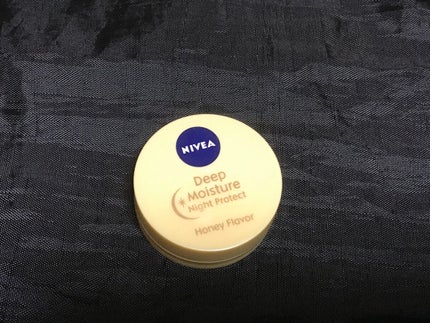 NIVEA
Deep
Moisture
Night Protect
Honey Flavor